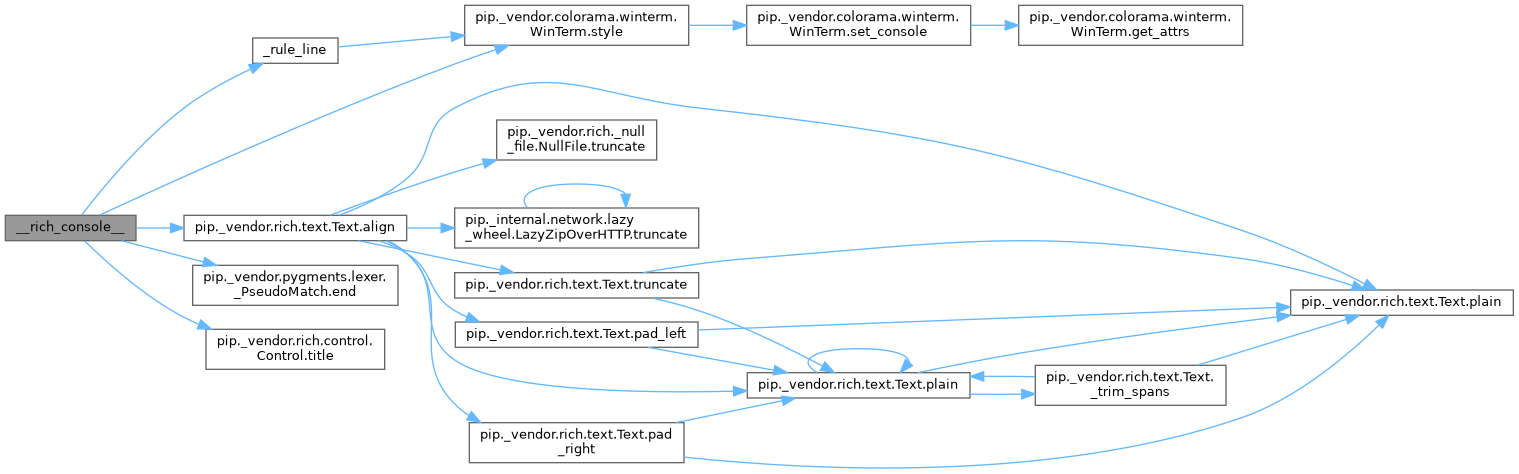 pip._vendor.colorama.winterm.
WinTerm.style
pip._vendor.colorama.winterm.
WinTerm.set_console
pip._vendor.colorama.winterm.
WinTerm.get_attrs
_rule_line
pip._vendor.rich._null
_file.NullFile.truncate
__rich_console__
pip._vendor.rich.text.Text.align
pip._internal.network.lazy
_wheel.LazyZipOverHTTP.truncate
pip._vendor.pygments.lexer.
_PseudoMatch.end
pip._vendor.rich.text.Text.truncate
pip._vendor.rich.text.Text.plain
pip._vendor.rich.control.
Control.title
pip._vendor.rich.text.Text.pad_left
pip._vendor.rich.text.Text.plain
pip._vendor.rich.text.Text.
_trim_spans
pip._vendor.rich.text.Text.pad
_right